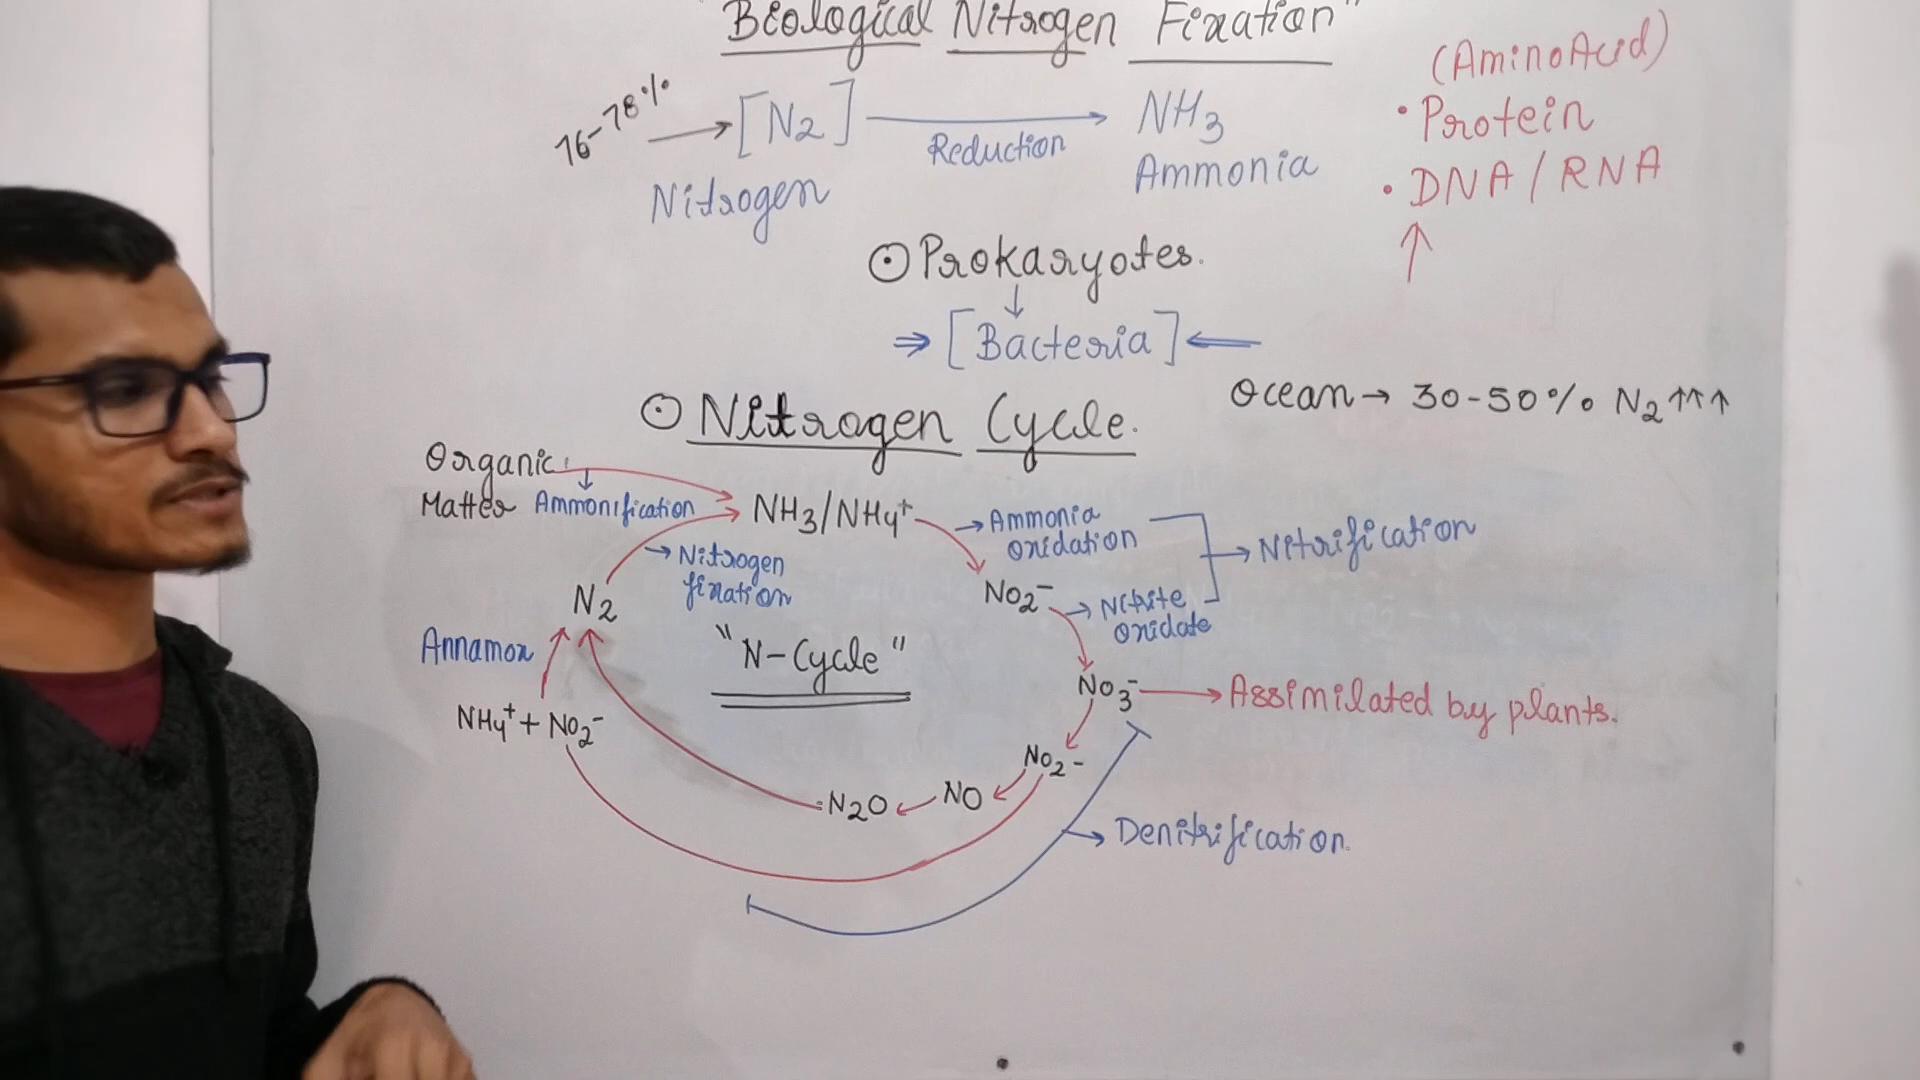 "Biological Nitrogen Fixation"
76-78% → [N2] → NH3
Reduction
Nitrogen
Ammonia
(Amino Acid)
• Protein
• DNA / RNA
↑
⊙ Prokaryotes.
↓
⇒ [Bacteria] ⇐
Ocean → 30-50% N2 ↑↑↑
⊙ Nitrogen Cycle.
Organic
Matter
Ammonification
NH3/NH4+
→ Ammonia
oxidation
→ Nitrification
→ Nitrogen
fixation
N2
NO2-
→ Nitrite
oxidate
"N-Cycle"
Annamox
NH4+ + NO2-
NO3- → Assimilated by plants.
NO2-
NO
N2O
→ Denitrification.